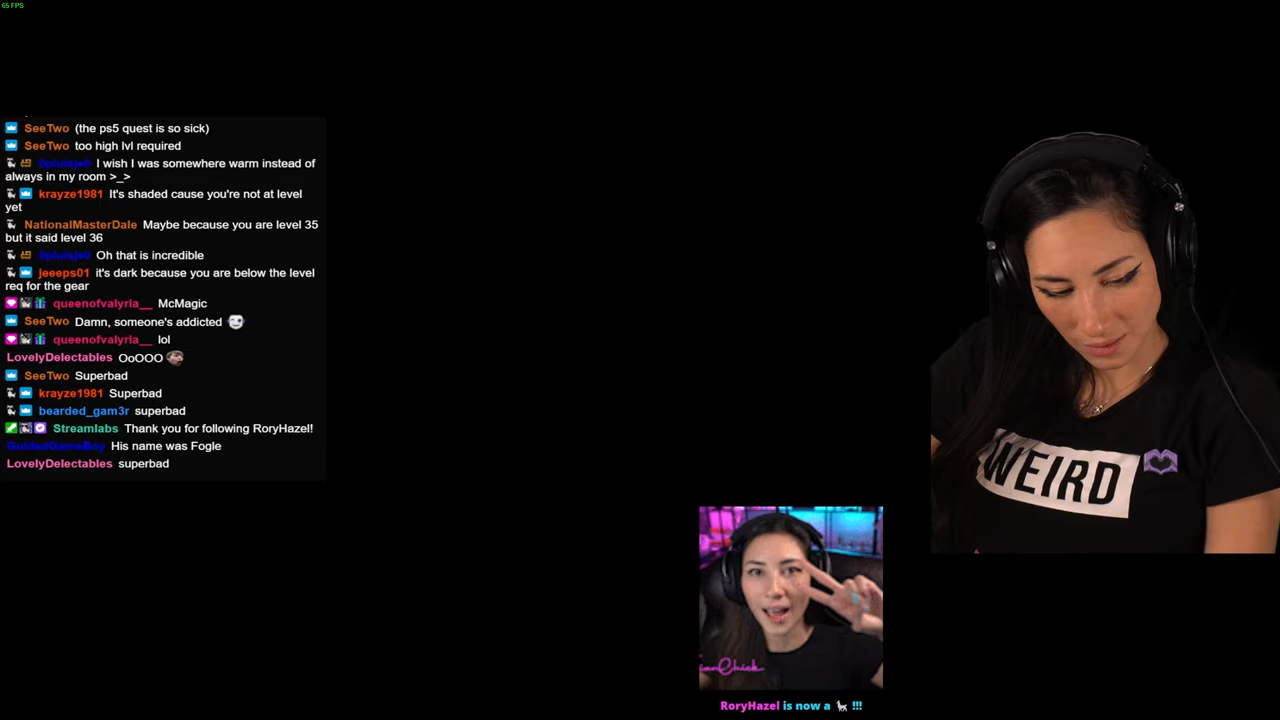 65 FPS
SeeTwo (the ps5 quest is so sick)
SeeTwo too high lvl required
I wish I was somewhere warm instead of
always in my room >_>
krayze1981 It's shaded cause you're not at level
yet
NationalMasterDale Maybe because you are level 35
but it said level 36
Oh that is incredible
jeeeps01 it's dark because you are below the level
req for the gear
queenofvalyria__ McMagic
SeeTwo Damn, someone's addicted
queenofvalyria__ lol
LovelyDelectables OoOOO
SeeTwo Superbad
krayze1981 Superbad
bearded_gam3r superbad
Streamlabs Thank you for following RoryHazel!
GuidedGameBoy His name was Fogle
LovelyDelectables superbad
WEIRD
RoryHazel is now a !!!